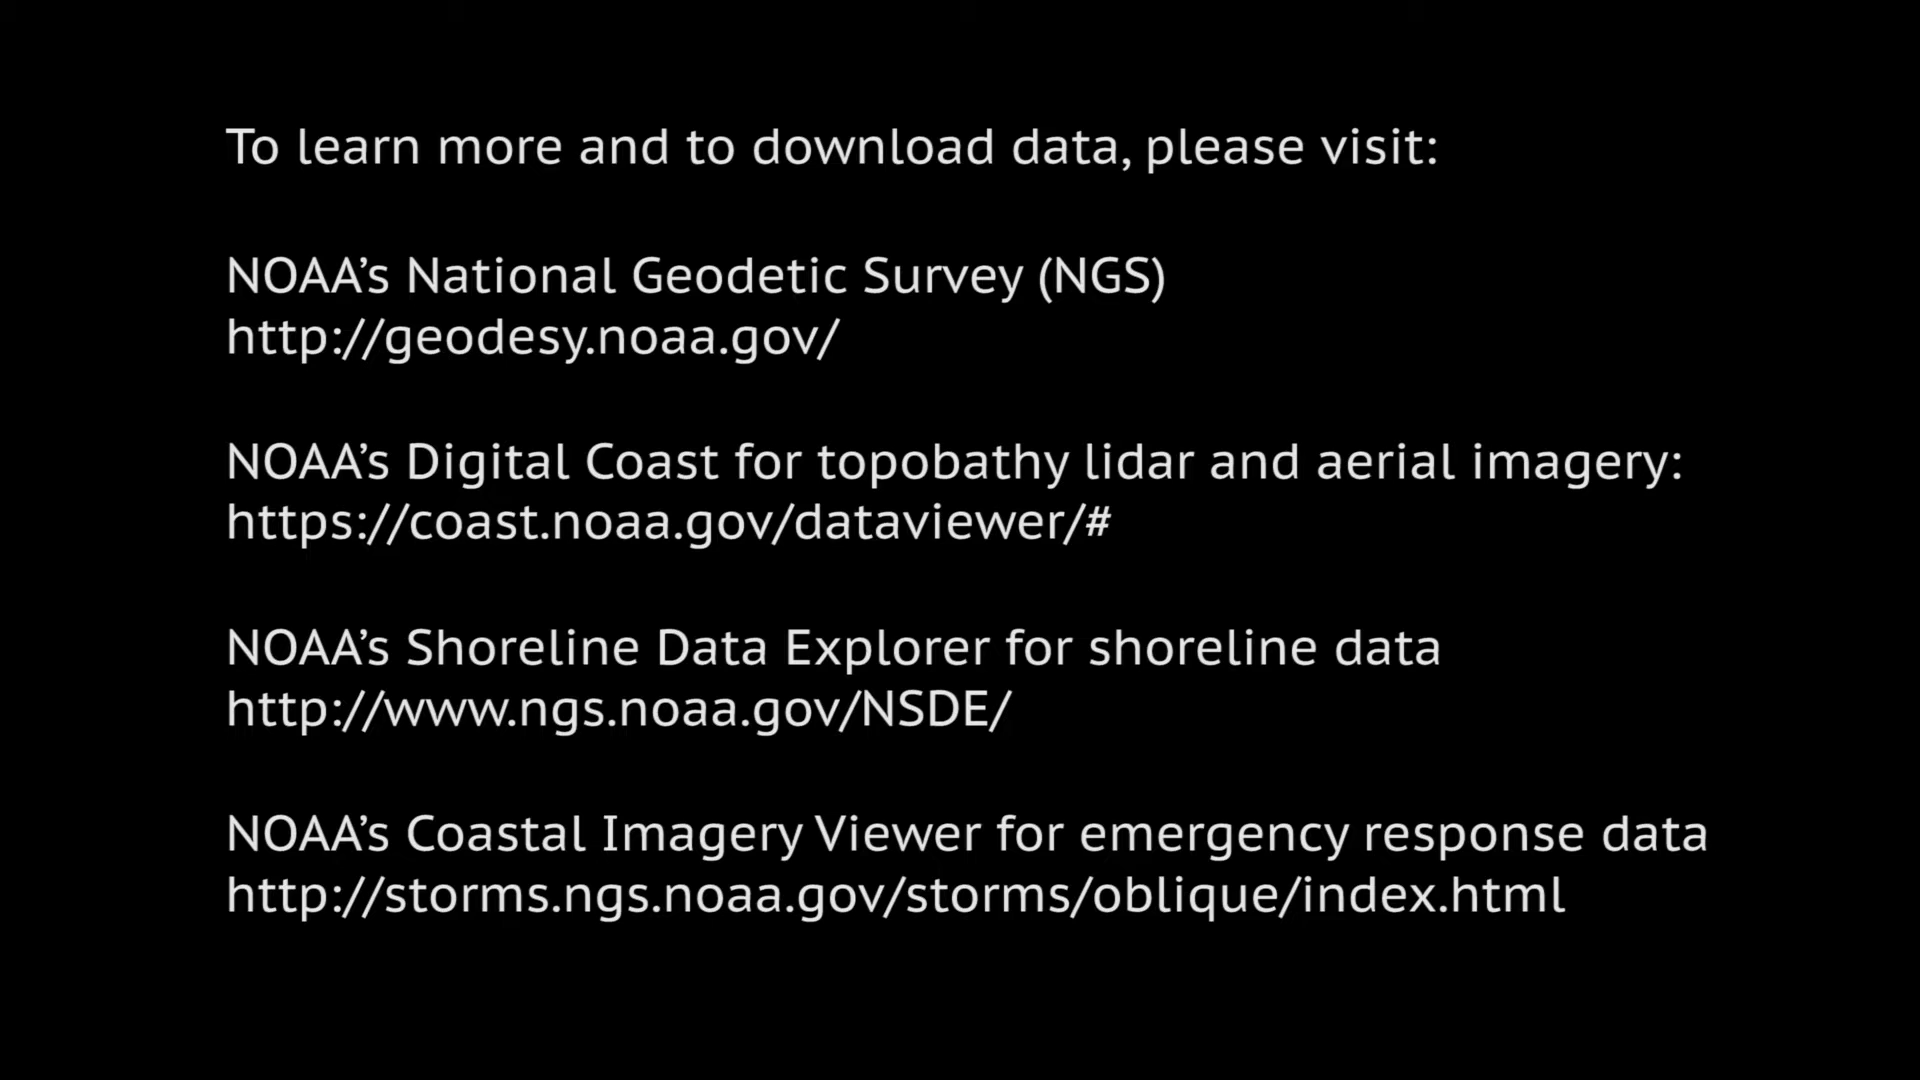 To learn more and to download data, please visit:
NOAA’s National Geodetic Survey (NGS)
http://geodesy.noaa.gov/
NOAA’s Digital Coast for topobathy lidar and aerial imagery:
https://coast.noaa.gov/dataviewer/#
NOAA’s Shoreline Data Explorer for shoreline data
http://www.ngs.noaa.gov/NSDE/
NOAA’s Coastal Imagery Viewer for emergency response data
http://storms.ngs.noaa.gov/storms/oblique/index.html